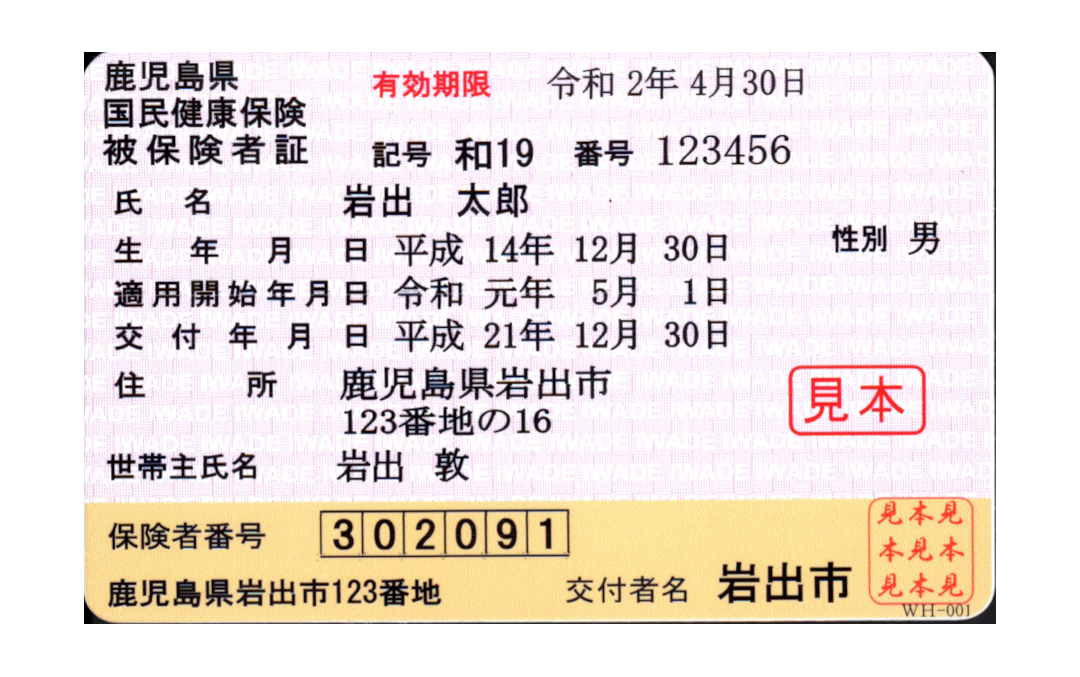 鹿児島県 有効期限 令和 2年 4月30日
国民健康保険
被保険者証 記号 和19 番号 123456
氏名 岩出 太郎
生年月日 平成 14年 12月 30日 性別 男
適用開始年月日 令和 元年 5月 1日
交付年月日 平成 21年 12月 30日
住所 鹿児島県岩出市
123番地の16
見本
世帯主氏名 岩出 敦
保険者番号 302091
鹿児島県岩出市123番地 交付者名 岩出市
見本見
本見本
見本見
WH-001
IWADE IWADE IWADE IWADE